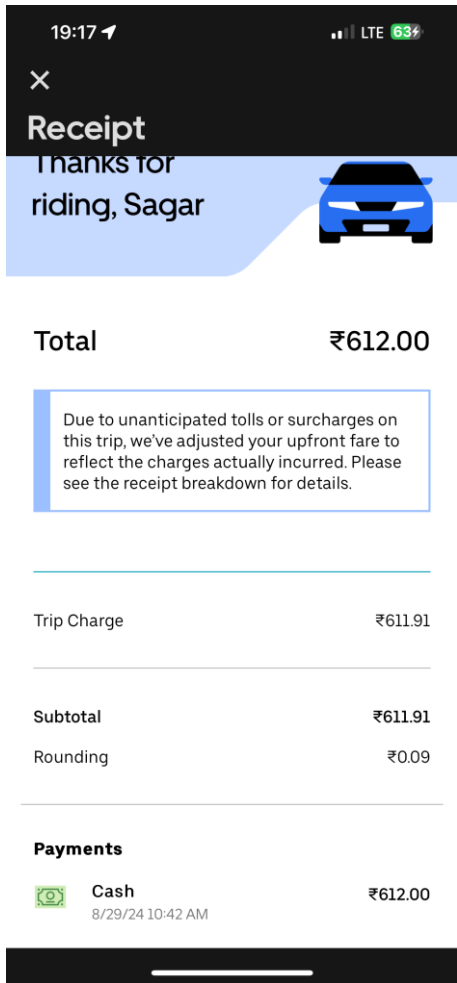 19:17
LTE 63
Receipt
Thanks for
riding, Sagar
Total ₹612.00
Due to unanticipated tolls or surcharges on
this trip, we've adjusted your upfront fare to
reflect the charges actually incurred. Please
see the receipt breakdown for details.
Trip Charge ₹611.91
Subtotal ₹611.91
Rounding ₹0.09
Payments
Cash ₹612.00
8/29/24 10:42 AM